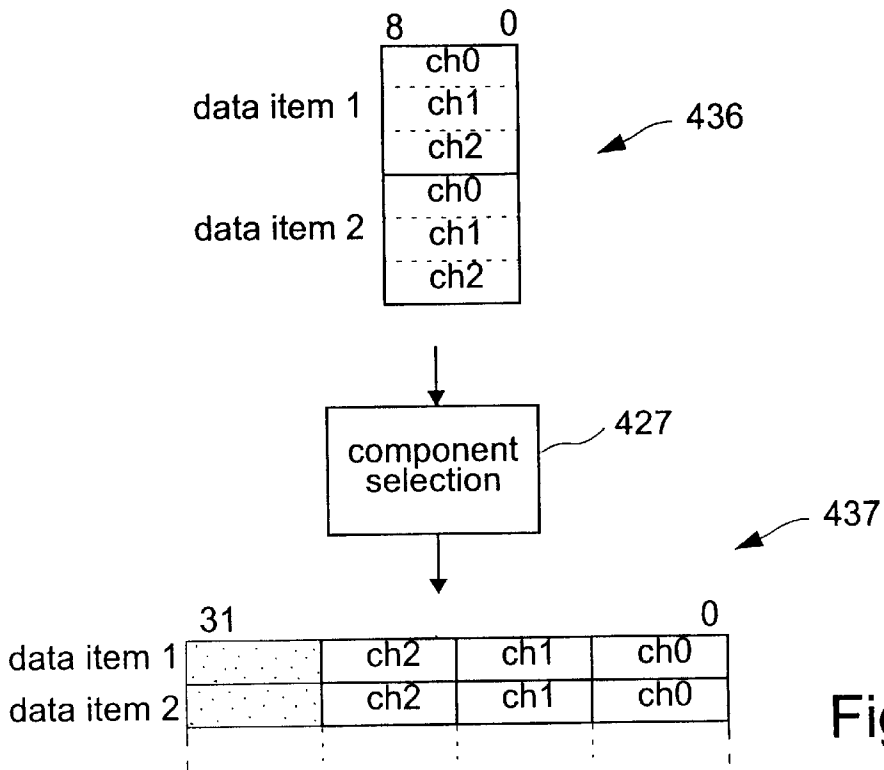 8 0
ch0
data item 1 ch1
436
ch2
ch0
data item 2 ch1
ch2
427
component
selection
437
31 0
data item 1 ch2 ch1 ch0
data item 2 ch2 ch1 ch0
Fig